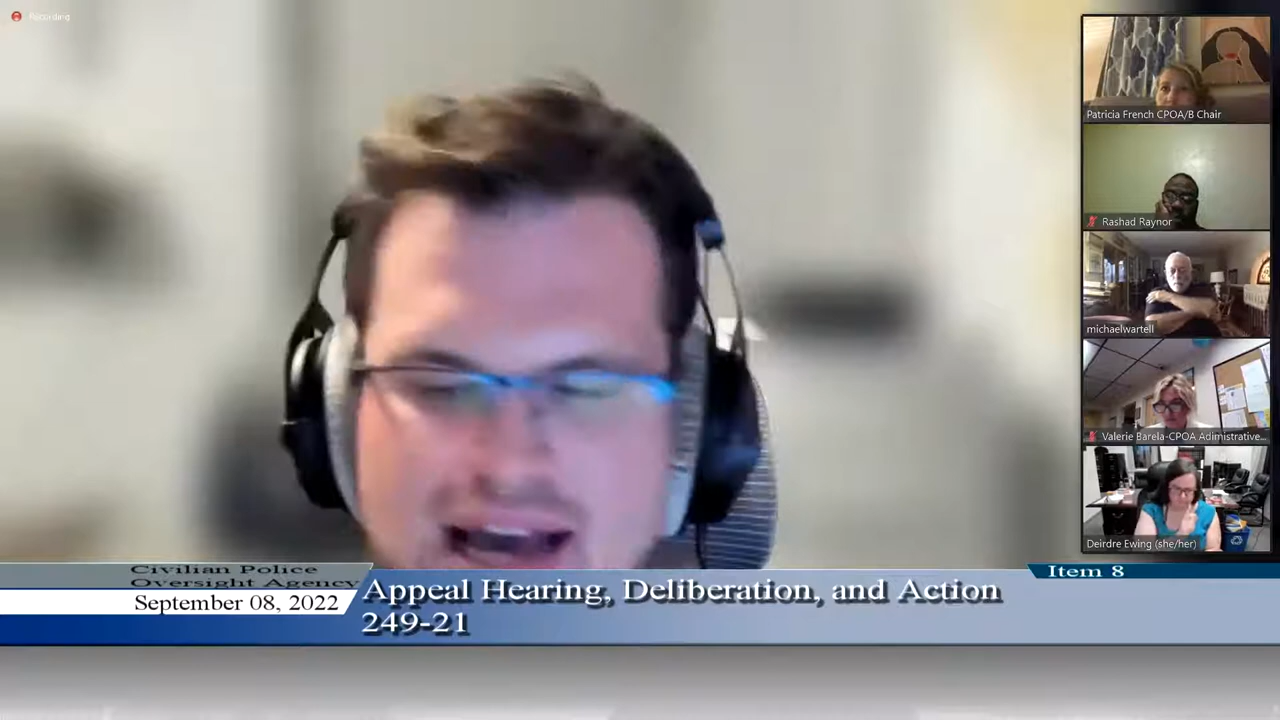 Recording
Patricia French CPOA/B Chair
Rashad Raynor
michaelwartell
Valerie Barela-CPOA Adimistrative...
Deirdre Ewing (she/her)
Civilian Police
Oversight Agency
September 08, 2022
Appeal Hearing, Deliberation, and Action
249-21
Item 8